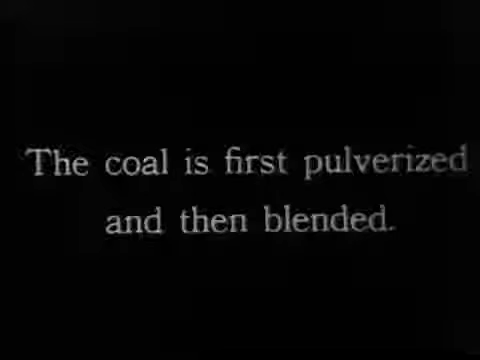 The coal is first pulverized
and then blended.